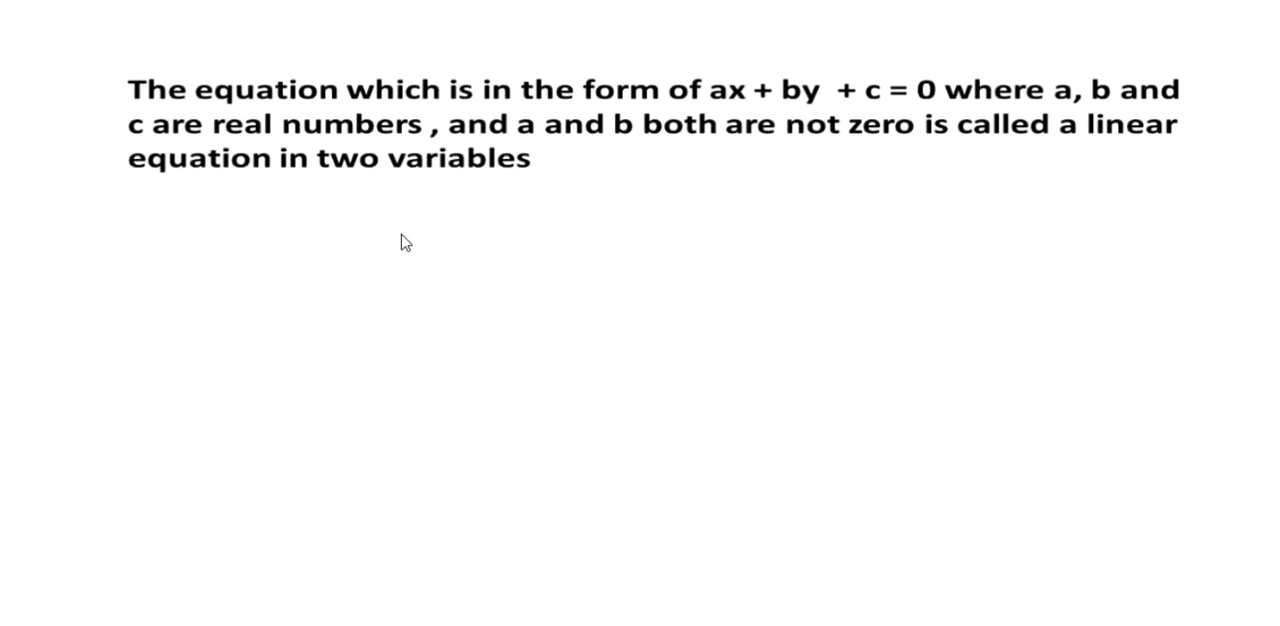 The equation which is in the form of ax + by + c = 0 where a, b and
c are real numbers , and a and b both are not zero is called a linear
equation in two variables